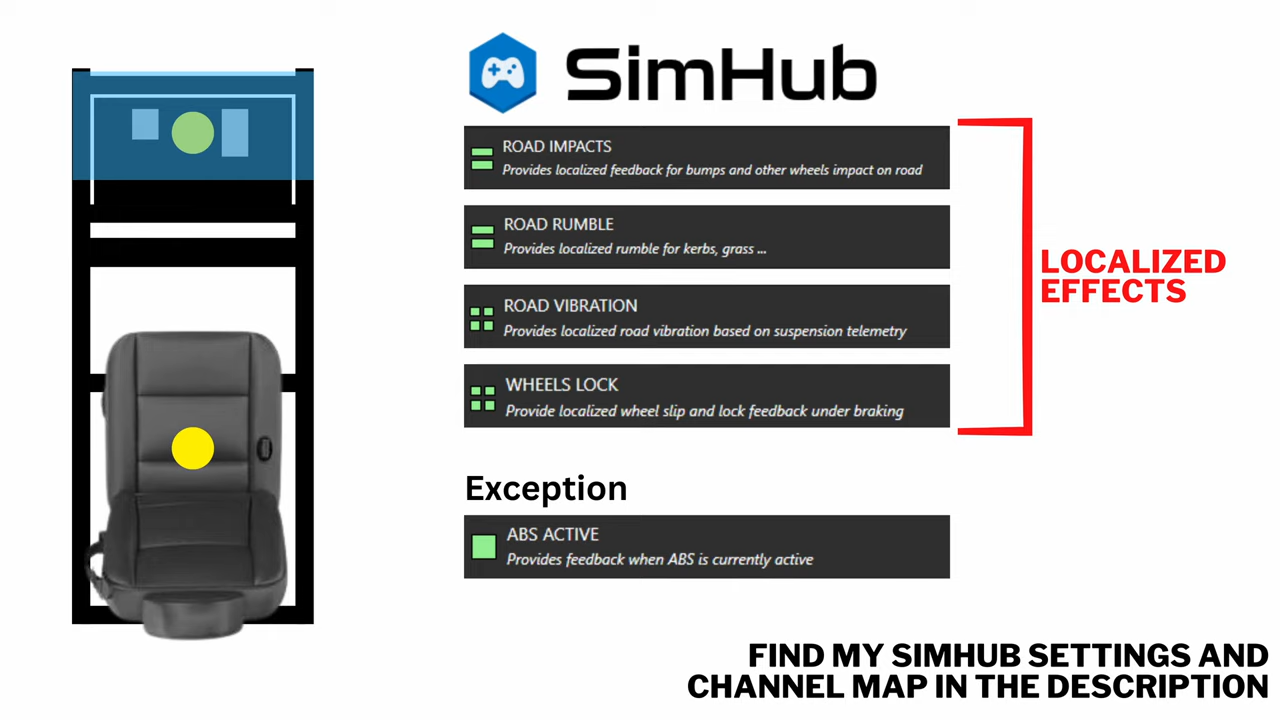 SimHub
ROAD IMPACTS
Provides localized feedback for bumps and other wheels impact on road
ROAD RUMBLE
Provides localized rumble for kerbs, grass ...
ROAD VIBRATION
Provides localized road vibration based on suspension telemetry
WHEELS LOCK
Provide localized wheel slip and lock feedback under braking
LOCALIZED
EFFECTS
Exception
ABS ACTIVE
Provides feedback when ABS is currently active
FIND MY SIMHUB SETTINGS AND
CHANNEL MAP IN THE DESCRIPTION